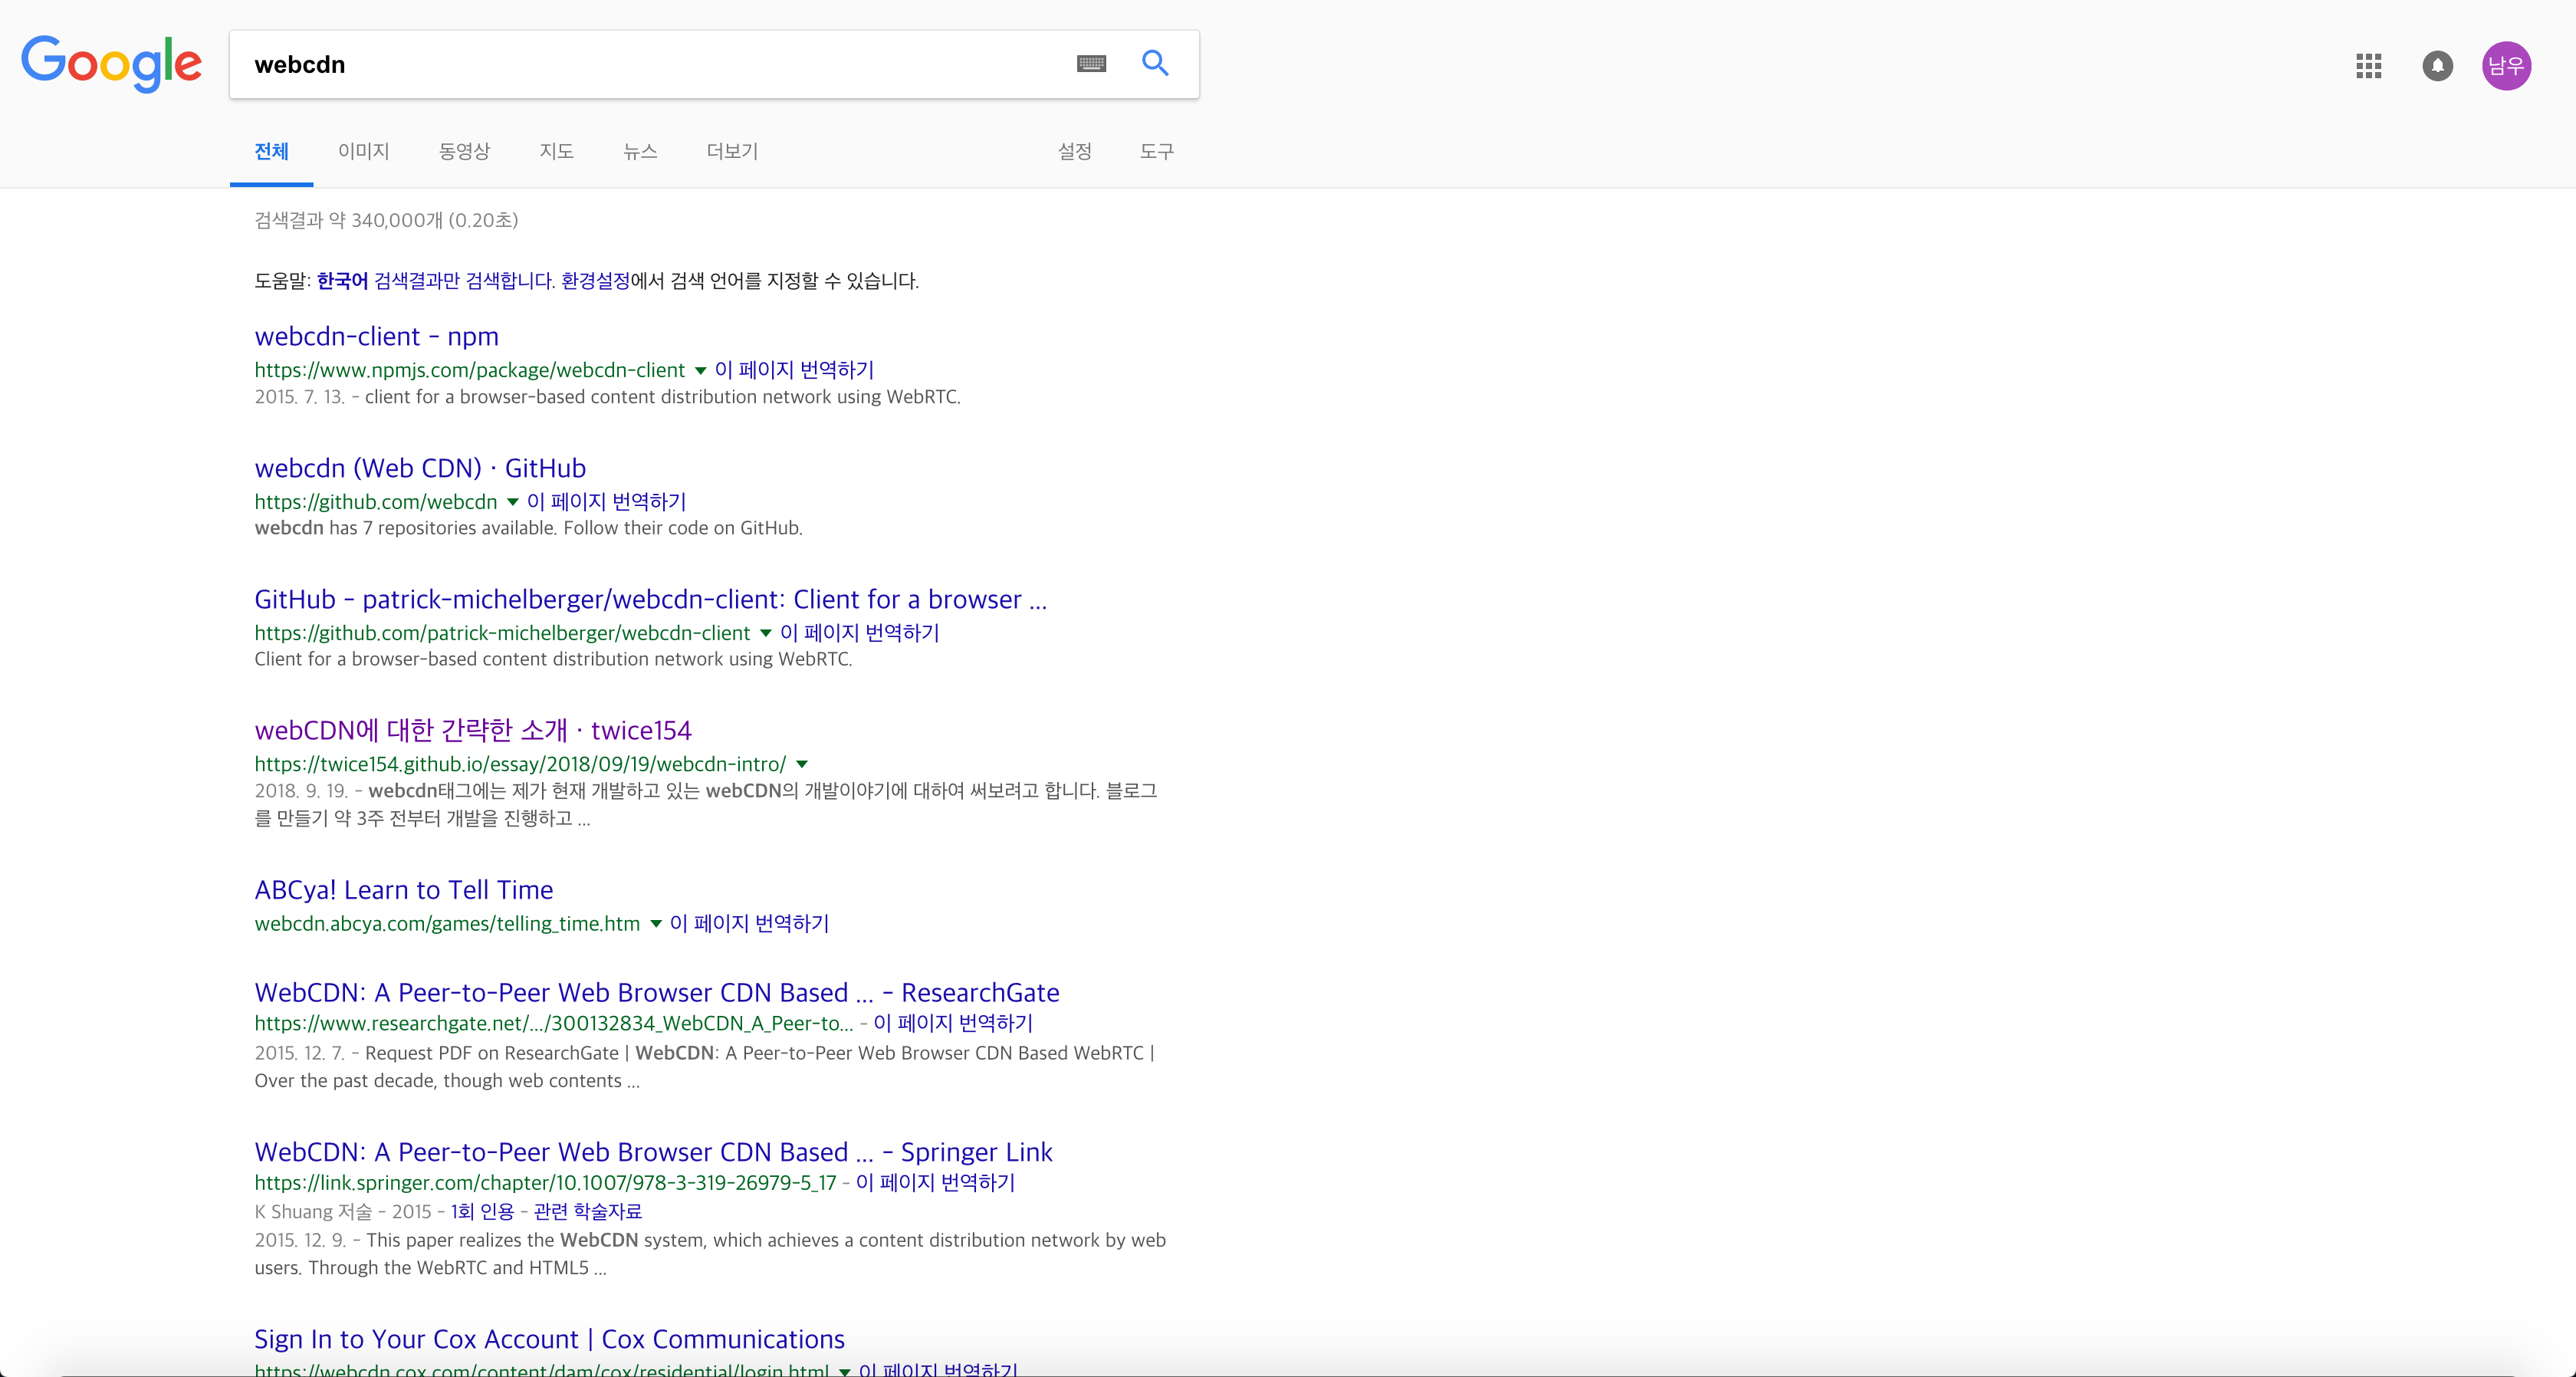 Google
webcdn
남우
전체 이미지 동영상 지도 뉴스 더보기 설정 도구
검색결과 약 340,000개 (0.20초)
도움말: 한국어 검색결과만 검색합니다. 환경설정에서 검색 언어를 지정할 수 있습니다.
webcdn-client - npm
https://www.npmjs.com/package/webcdn-client ▼ 이 페이지 번역하기
2015. 7. 13. - client for a browser-based content distribution network using WebRTC.
webcdn (Web CDN) · GitHub
https://github.com/webcdn ▼ 이 페이지 번역하기
webcdn has 7 repositories available. Follow their code on GitHub.
GitHub - patrick-michelberger/webcdn-client: Client for a browser ...
https://github.com/patrick-michelberger/webcdn-client ▼ 이 페이지 번역하기
Client for a browser-based content distribution network using WebRTC.
webCDN에 대한 간략한 소개 · twice154
https://twice154.github.io/essay/2018/09/19/webcdn-intro/ ▼
2018. 9. 19. - webcdn태그에는 제가 현재 개발하고 있는 webCDN의 개발이야기에 대하여 써보려고 합니다. 블로그
를 만들기 약 3주 전부터 개발을 진행하고 ...
ABCya! Learn to Tell Time
webcdn.abcya.com/games/telling_time.htm ▼ 이 페이지 번역하기
WebCDN: A Peer-to-Peer Web Browser CDN Based ... - ResearchGate
https://www.researchgate.net/.../300132834_WebCDN_A_Peer-to... - 이 페이지 번역하기
2015. 12. 7. - Request PDF on ResearchGate | WebCDN: A Peer-to-Peer Web Browser CDN Based WebRTC |
Over the past decade, though web contents ...
WebCDN: A Peer-to-Peer Web Browser CDN Based ... - Springer Link
https://link.springer.com/chapter/10.1007/978-3-319-26979-5_17 - 이 페이지 번역하기
K Shuang 저술 - 2015 - 1회 인용 - 관련 학술자료
2015. 12. 9. - This paper realizes the WebCDN system, which achieves a content distribution network by web
users. Through the WebRTC and HTML5 ...
Sign In to Your Cox Account | Cox Communications
https://webcdn.cox.com/content/dam/cox/residential/login.html ▼ 이 페이지 번역하기